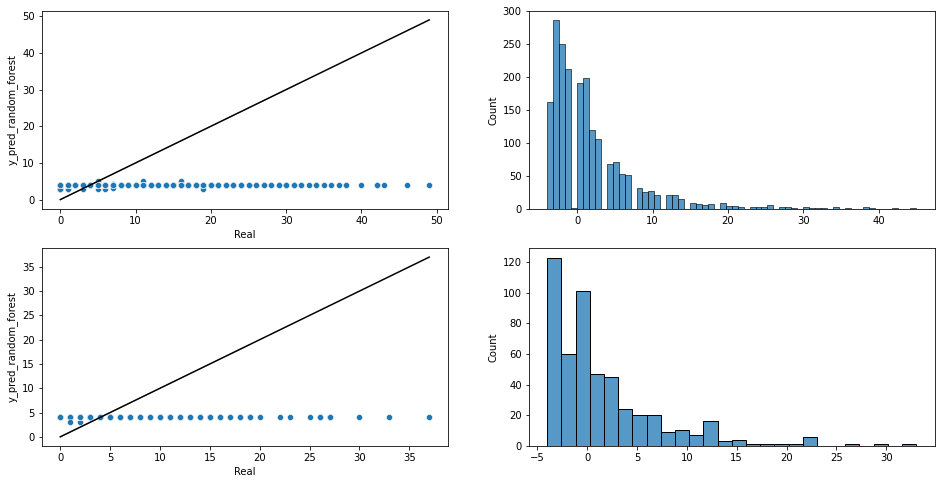 50
40
30
20
10
0
y_pred_random_forest
0 10 20 30 40 50
Real
300
250
200
150
100
50
0
Count
0 10 20 30 40
35
30
25
20
15
10
5
0
y_pred_random_forest
0 5 10 15 20 25 30 35
Real
120
100
80
60
40
20
0
Count
−5 0 5 10 15 20 25 30